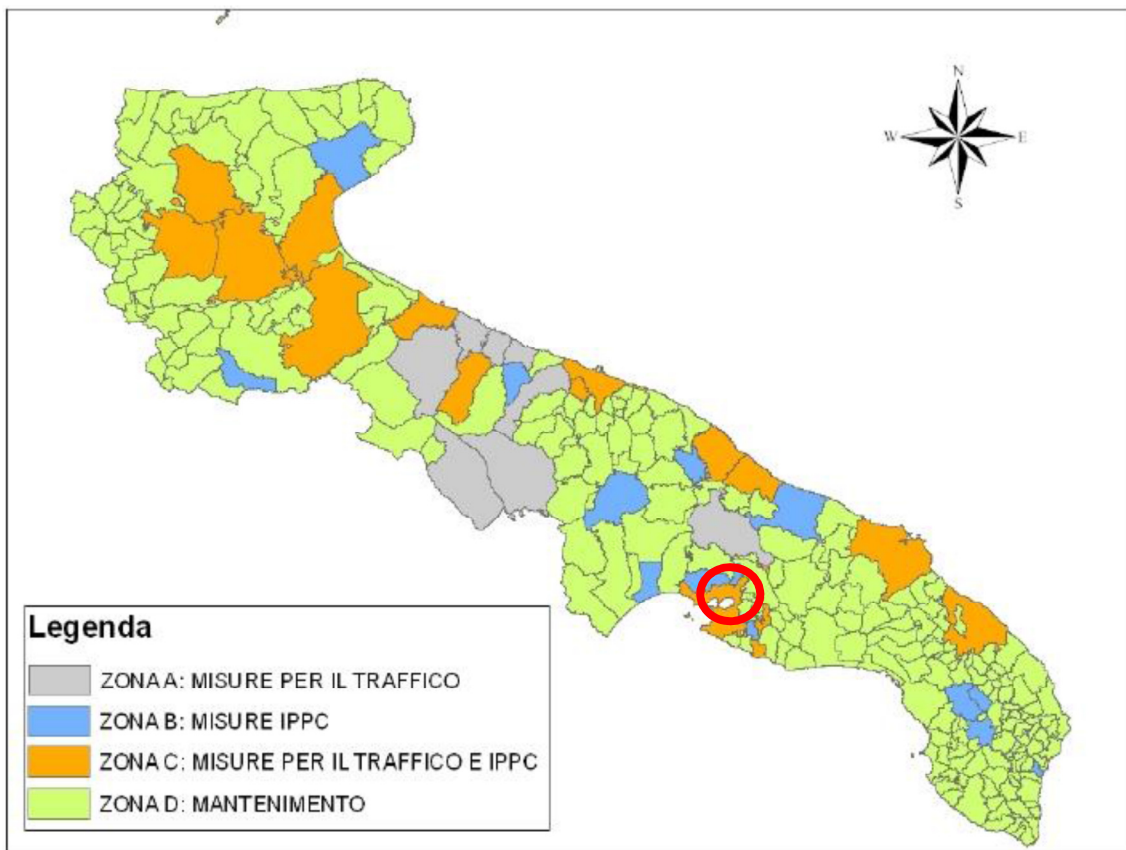 N
W E
S
Legenda
ZONA A: MISURE PER IL TRAFFICO
ZONA B: MISURE IPPC
ZONA C: MISURE PER IL TRAFFICO E IPPC
ZONA D: MANTENIMENTO